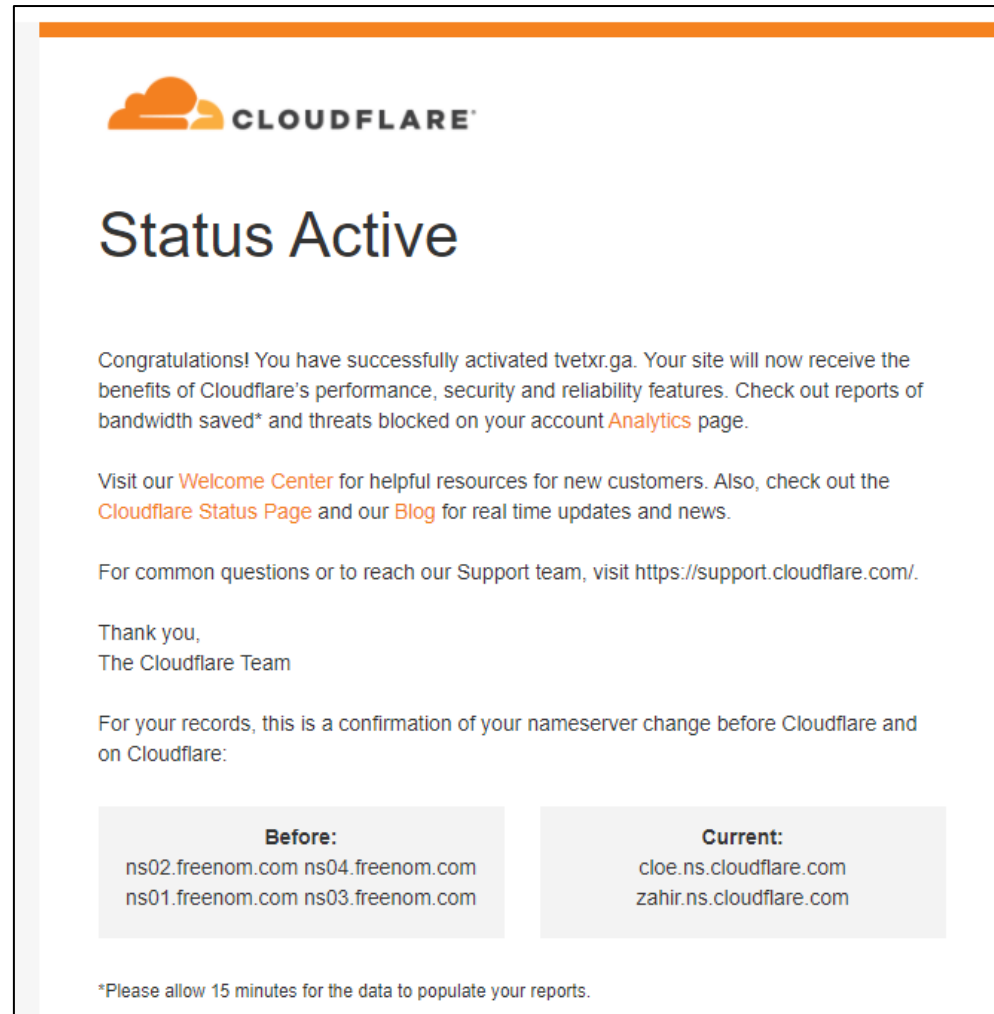 CLOUDFLARE
Status Active
Congratulations! You have successfully activated tvetxr.ga. Your site will now receive the
benefits of Cloudflare’s performance, security and reliability features. Check out reports of
bandwidth saved* and threats blocked on your account Analytics page.
Visit our Welcome Center for helpful resources for new customers. Also, check out the
Cloudflare Status Page and our Blog for real time updates and news.
For common questions or to reach our Support team, visit https://support.cloudflare.com/.
Thank you,
The Cloudflare Team
For your records, this is a confirmation of your nameserver change before Cloudflare and
on Cloudflare:
Before:
ns02.freenom.com ns04.freenom.com
ns01.freenom.com ns03.freenom.com
Current:
cloe.ns.cloudflare.com
zahir.ns.cloudflare.com
*Please allow 15 minutes for the data to populate your reports.